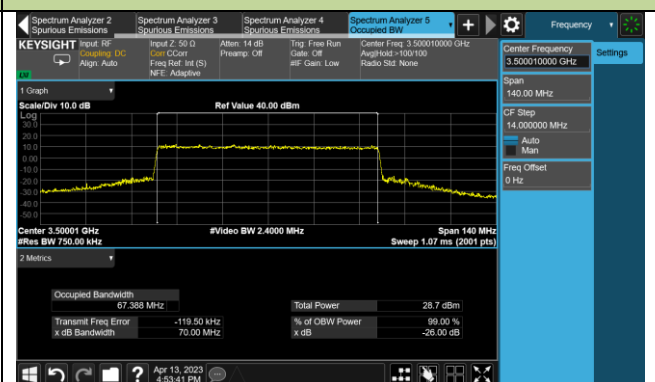 Spectrum Analyzer 2
Spurious Emissions
Spectrum Analyzer 3
Spurious Emissions
Spectrum Analyzer 4
Spurious Emissions
Spectrum Analyzer 5
Occupied BW
Frequency
KEYSIGHT
Input: RF
Coupling: DC
Align: Auto
Input Z: 50 Ω
Corr CCorr
Freq Ref: Int (S)
NFE: Adaptive
Atten: 14 dB
Preamp: Off
Trig: Free Run
Gate: Off
#IF Gain: Low
Center Freq: 3.500010000 GHz
Avg|Hold:>100/100
Radio Std: None
Center Frequency
3.500010000 GHz
Settings
Span
140.00 MHz
CF Step
14.000000 MHz
Auto
Man
Freq Offset
0 Hz
1 Graph
Scale/Div 10.0 dB
Ref Value 40.00 dBm
Log
30.0
20.0
10.0
0.00
-10.0
-20.0
-30.0
-40.0
-50.0
Center 3.50001 GHz
#Video BW 2.4000 MHz
Span 140 MHz
#Res BW 750.00 kHz
Sweep 1.07 ms (2001 pts)
2 Metrics
Occupied Bandwidth
67.388 MHz
Total Power
28.7 dBm
Transmit Freq Error
-119.50 kHz
% of OBW Power
99.00 %
x dB Bandwidth
70.00 MHz
x dB
-26.00 dB
Apr 13, 2023
4:53:41 PM